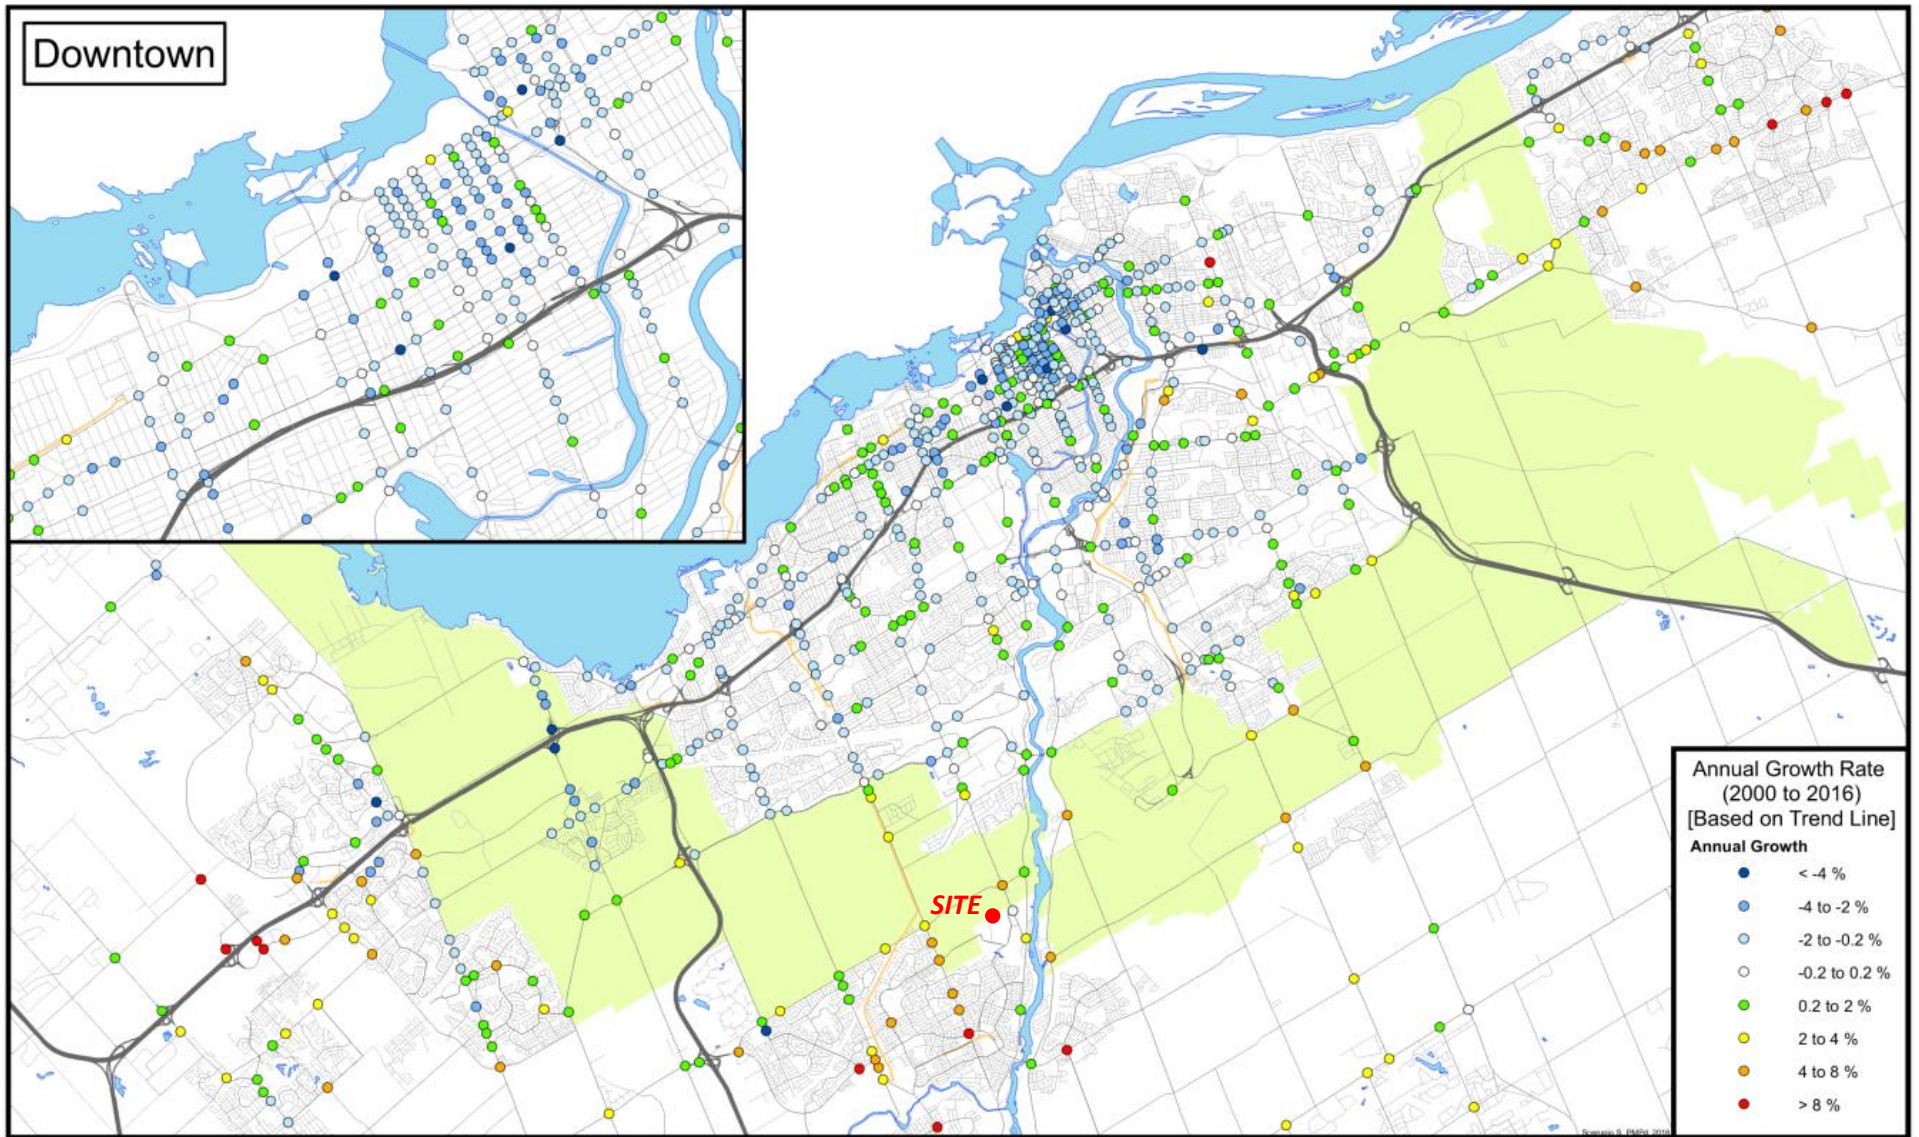 Downtown
SITE
Annual Growth Rate
(2000 to 2016)
[Based on Trend Line]
Annual Growth
< -4 %
-4 to -2 %
-2 to -0.2 %
-0.2 to 0.2 %
0.2 to 2 %
2 to 4 %
4 to 8 %
> 8 %